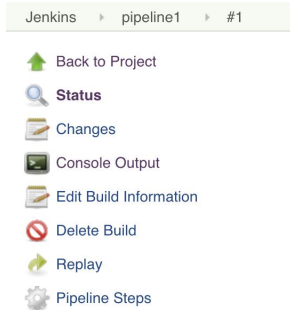 Jenkins pipeline1 #1
Back to Project
Status
Changes
Console Output
Edit Build Information
Delete Build
Replay
Pipeline Steps